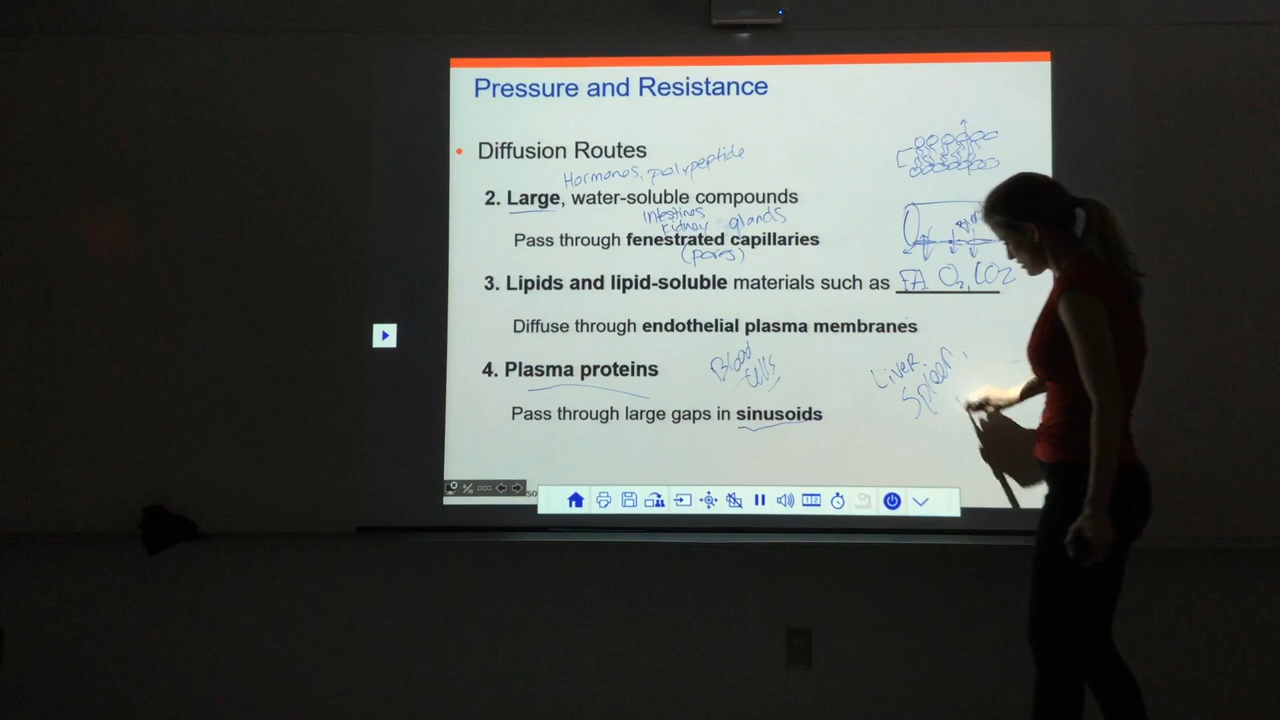 Pressure and Resistance
• Diffusion Routes
Hormones, polypeptide
2. Large, water-soluble compounds
Intestines
Kidney glands
Pass through fenestrated capillaries
(pores)
3. Lipids and lipid-soluble materials such as FA. O2, CO2
Diffuse through endothelial plasma membranes
4. Plasma proteins
Blood
Cells
Liver,
Spleen,
Pass through large gaps in sinusoids
so